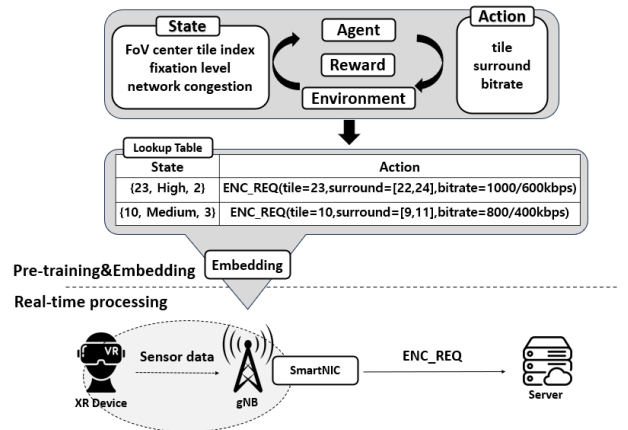 State
FoV center tile index
fixation level
network congestion
Agent
Reward
Environment
Action
tile
surround
bitrate
Lookup Table
State Action
{23, High, 2} ENC_REQ(tile=23,surround=[22,24],bitrate=1000/600kbps)
{10, Medium, 3} ENC_REQ(tile=10,surround=[9,11],bitrate=800/400kbps)
Embedding
Pre-training&Embedding
Real-time processing
VR
Sensor data
XR Device
gNB
SmartNIC
ENC_REQ
Server